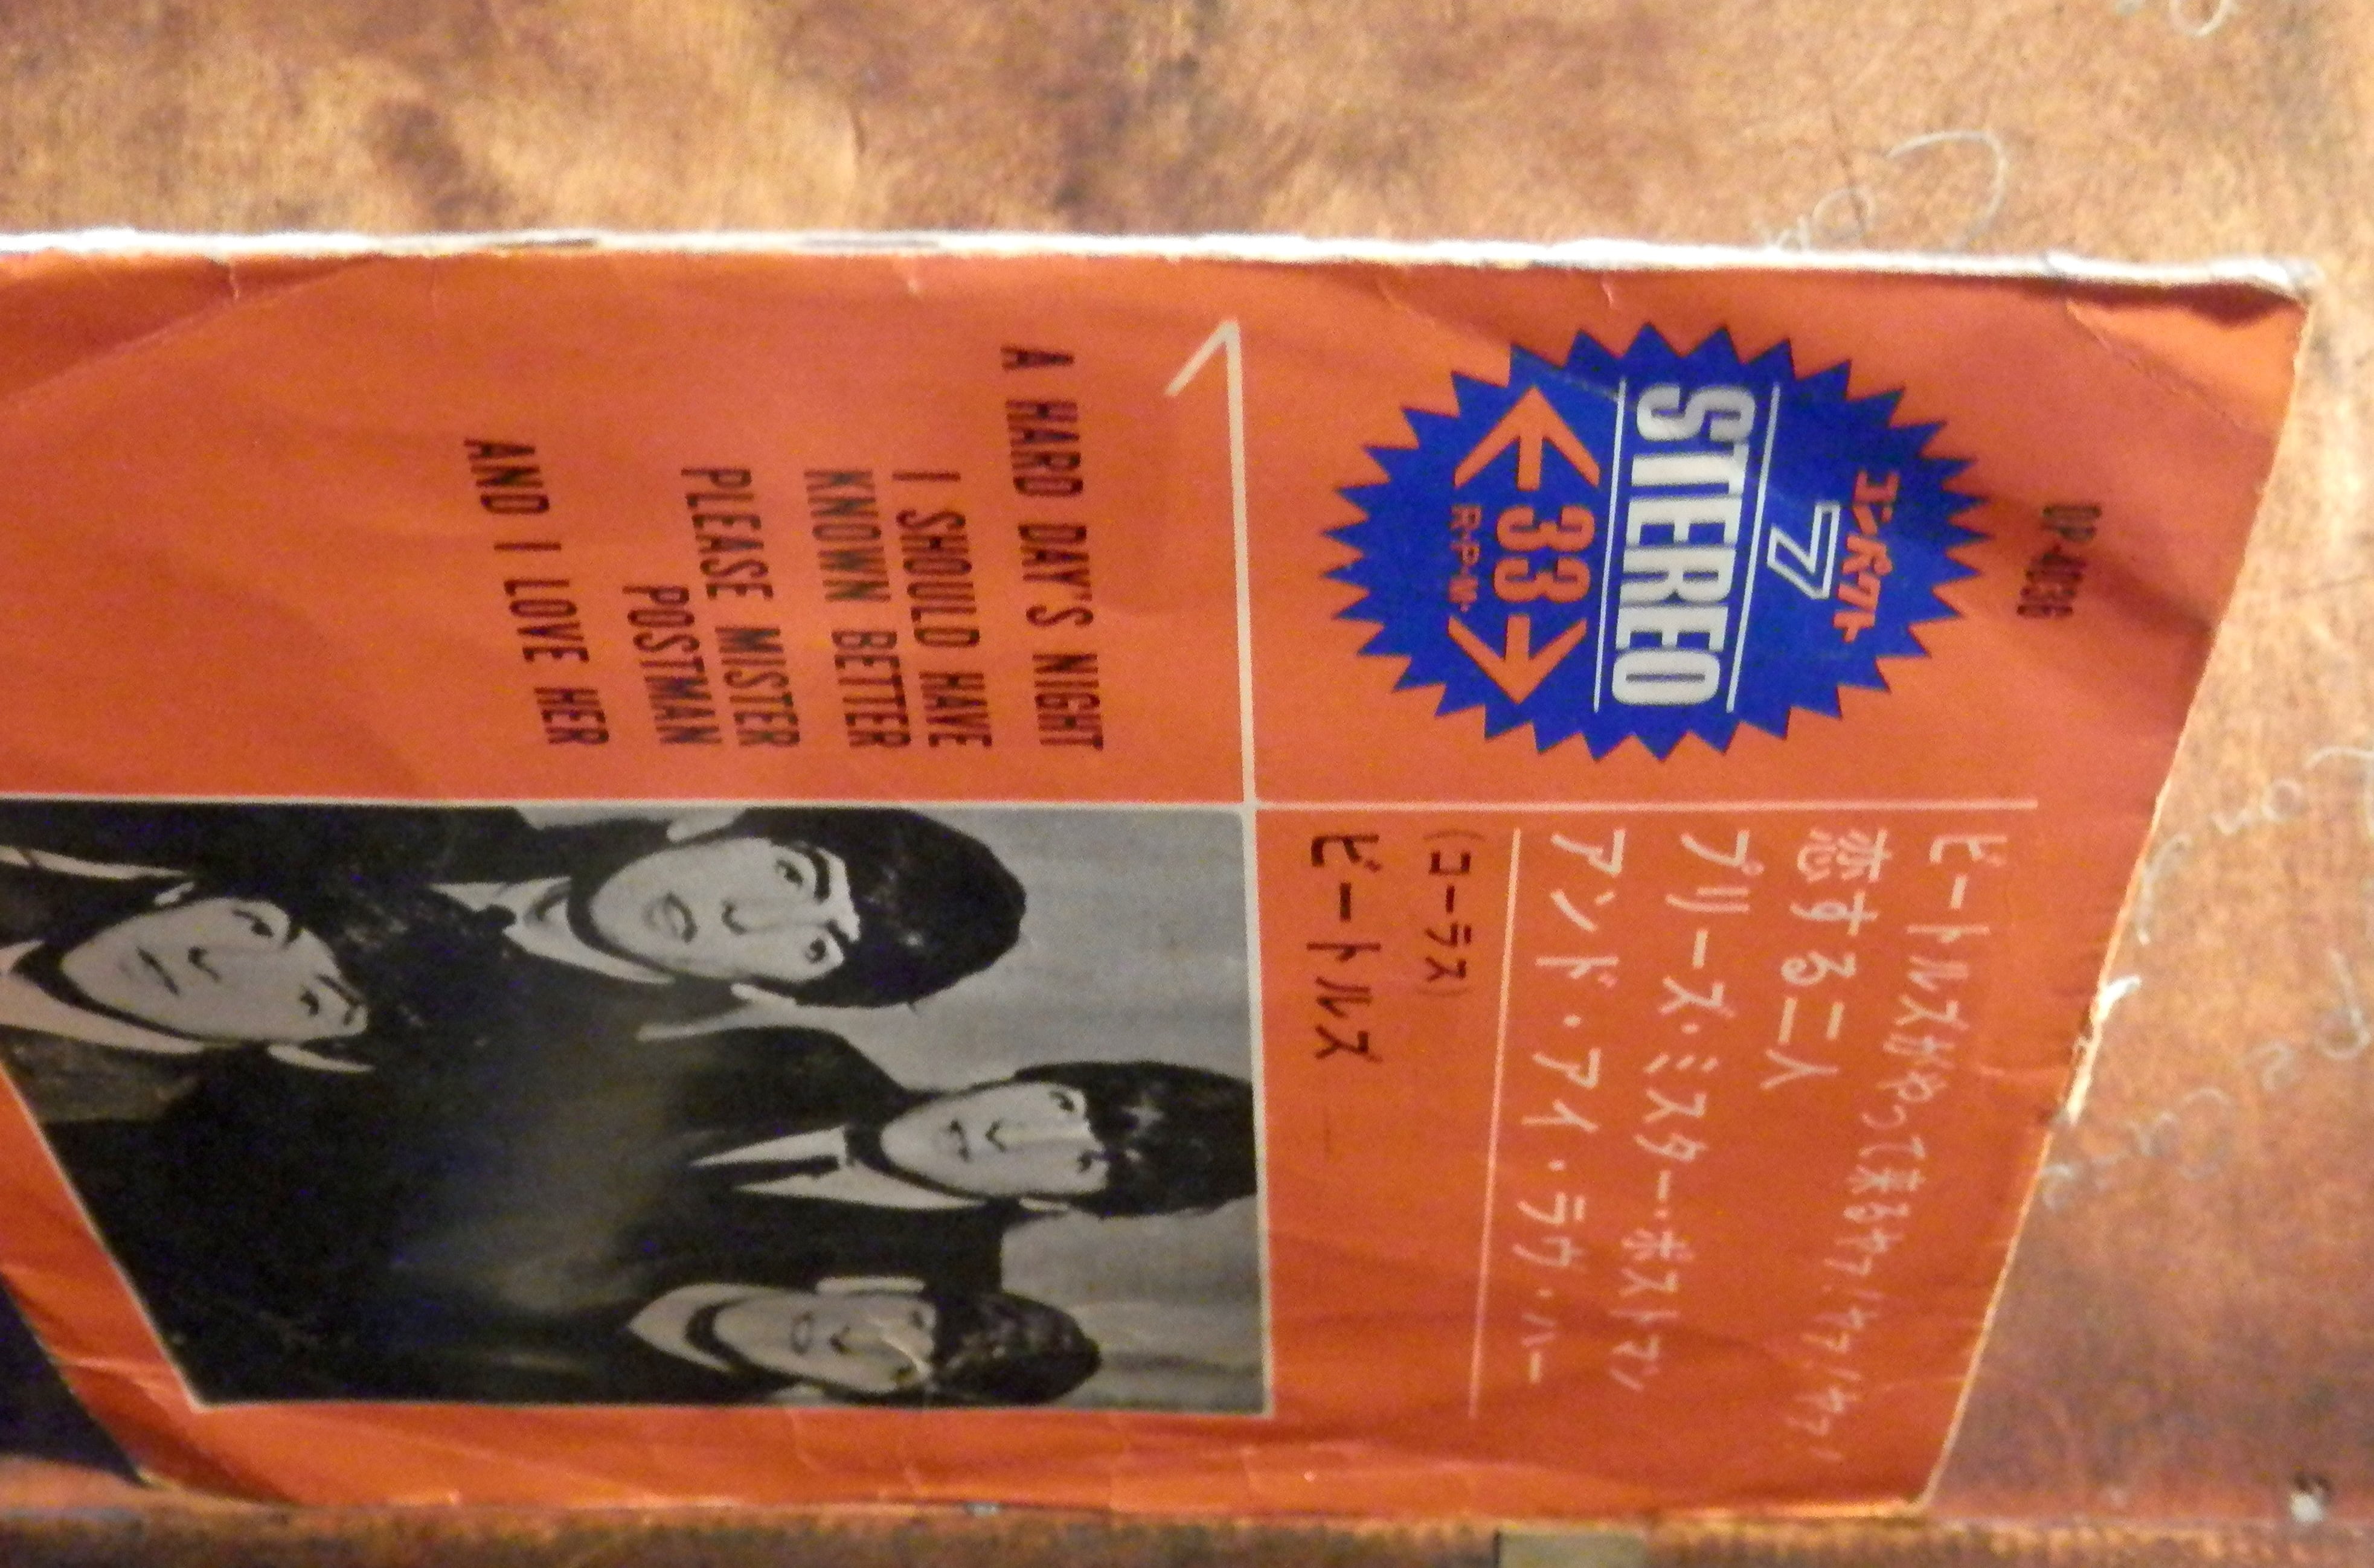 OP-4036
コンパクト
7
STEREO
33
R·P·M·
ビートルズがやって来るヤァ!ヤァ!ヤァ!
恋する二人
プリーズ・ミスター・ポストマン
アンド・アイ・ラヴ・ハー
(コーラス)
ビートルズ
A HARD DAY'S NIGHT
I SHOULD HAVE
KNOWN BETTER
PLEASE MISTER
POSTMAN
AND I LOVE HER